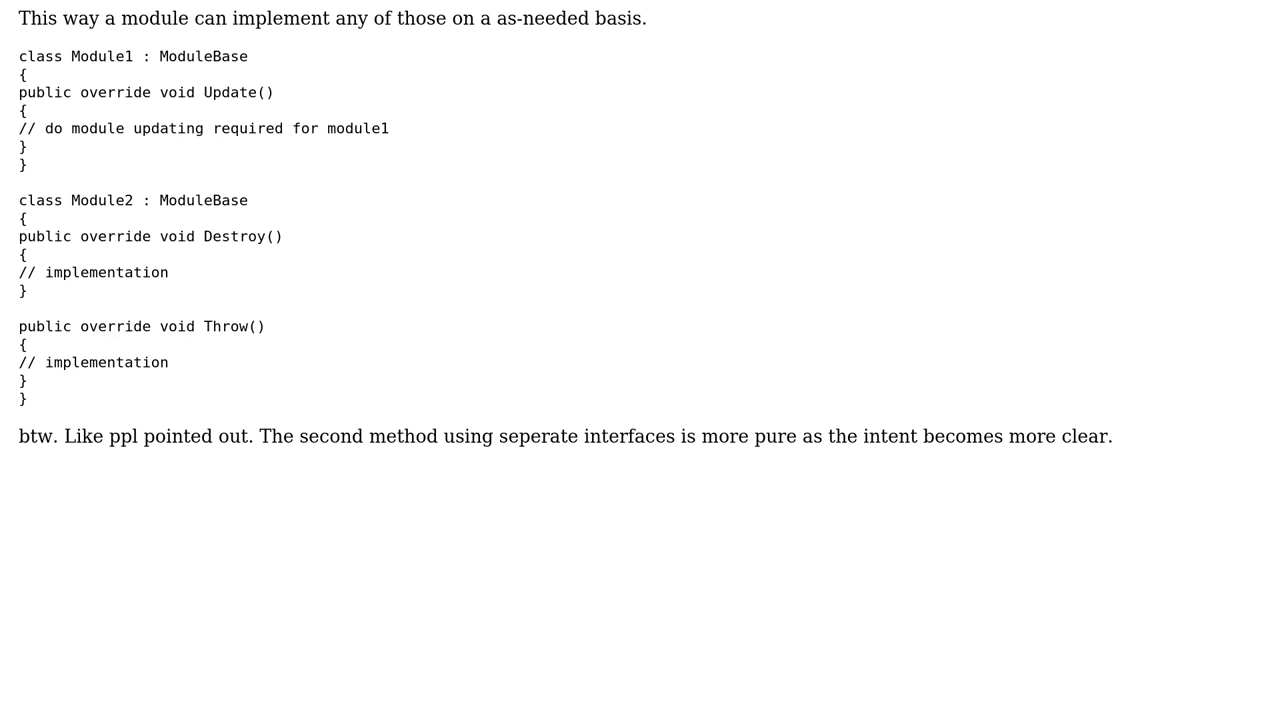 This way a module can implement any of those on a as-needed basis.
class Module1 : ModuleBase
{
public override void Update()
{
// do module updating required for module1
}
}
class Module2 : ModuleBase
{
public override void Destroy()
{
// implementation
}
public override void Throw()
{
// implementation
}
}
btw. Like ppl pointed out. The second method using seperate interfaces is more pure as the intent becomes more clear.